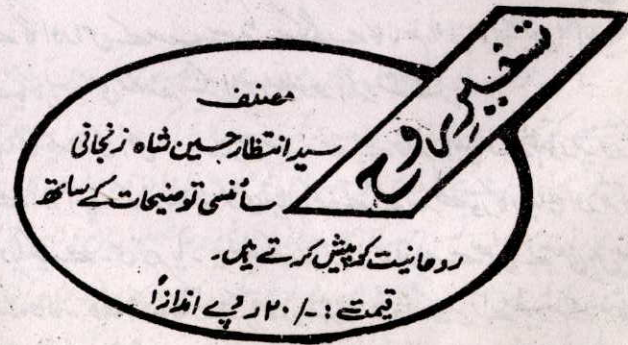 تسخیرِ روح
مصنف
سید انتظار حسین شاہ زنجانی
سائنسی توضیحات کے ساتھ
روحانیت کو پیش کرتے ہیں۔
قیمت : -/۲۰ روپے اندازاً